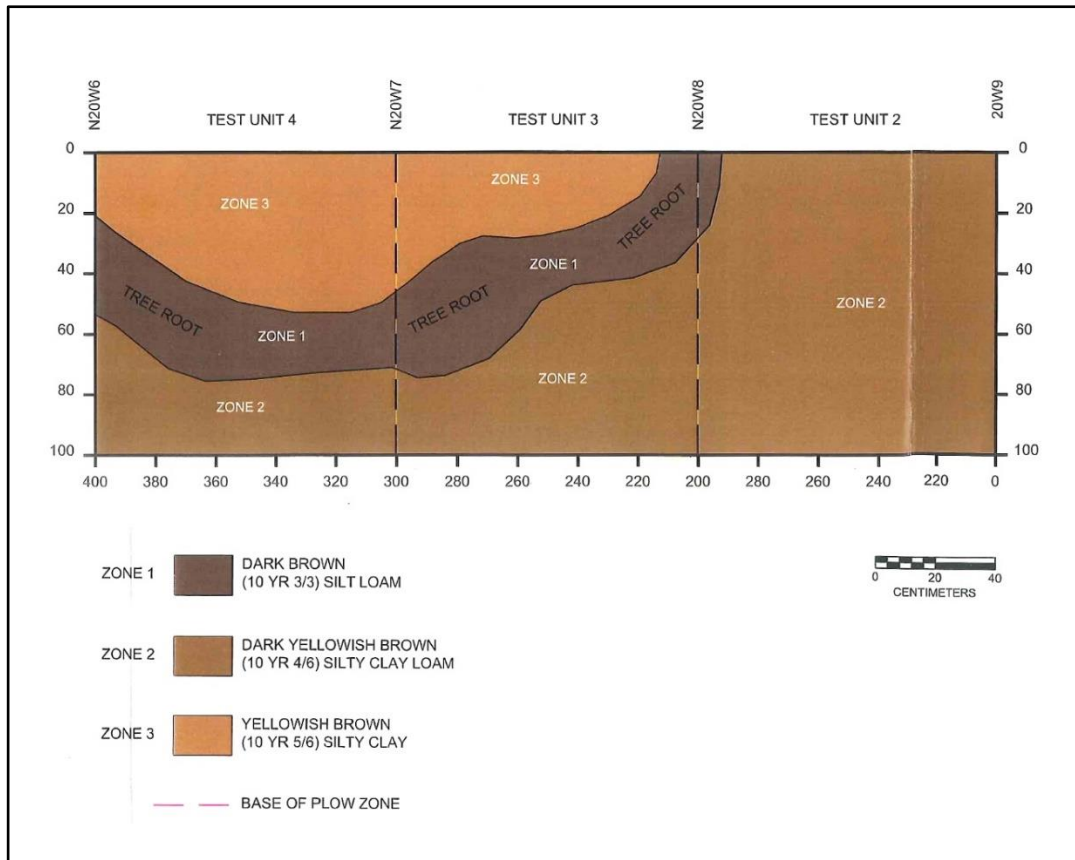 N20W6
TEST UNIT 4
N20W7
TEST UNIT 3
N20W8
TEST UNIT 2
20W9
0
20
40
60
80
100
0
20
40
60
80
100
ZONE 3
ZONE 3
TREE ROOT
ZONE 1
TREE ROOT
ZONE 1
TREE ROOT
ZONE 2
ZONE 2
ZONE 2
400 380 360 340 320 300 280 260 240 220 200 280 260 240 220 220 0
ZONE 1
DARK BROWN
(10 YR 3/3) SILT LOAM
0 20 40
CENTIMETERS
ZONE 2
DARK YELLOWISH BROWN
(10 YR 4/6) SILTY CLAY LOAM
ZONE 3
YELLOWISH BROWN
(10 YR 5/6) SILTY CLAY
BASE OF PLOW ZONE